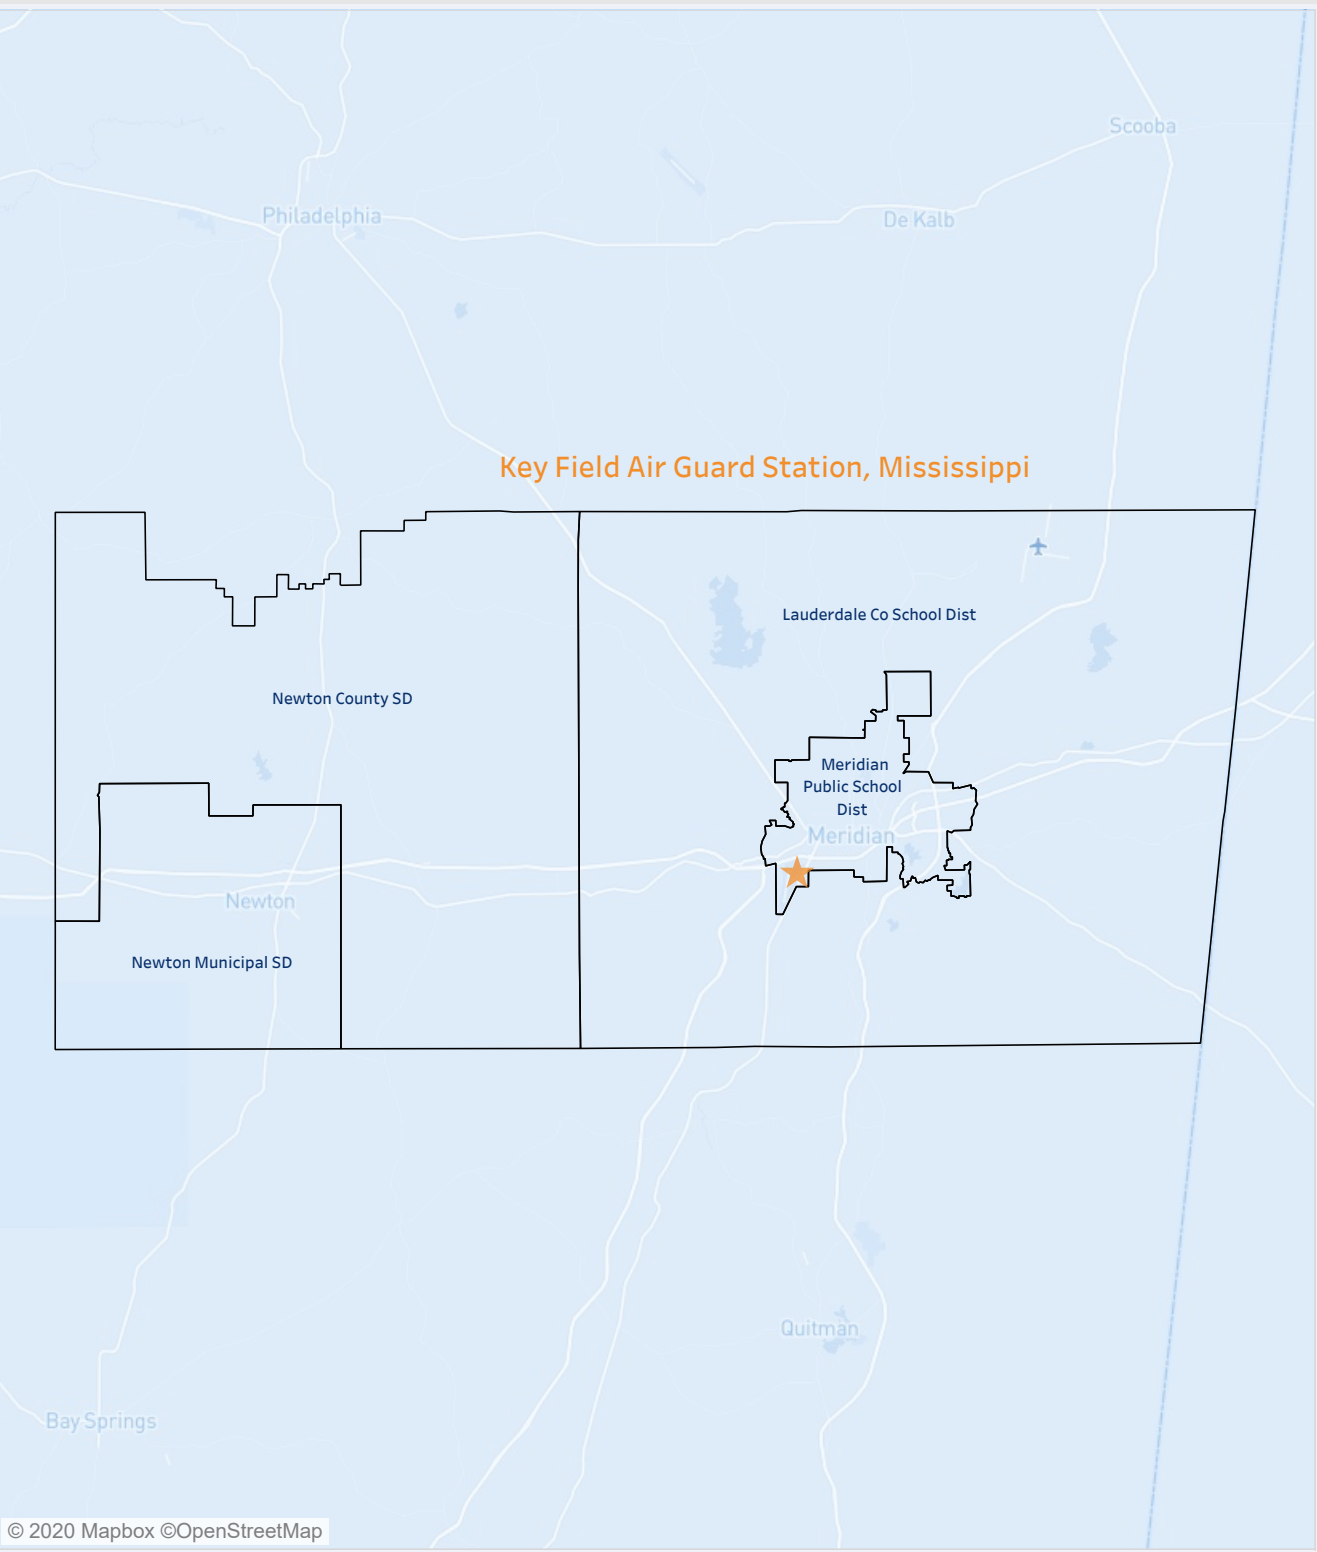 Scooba
Philadelphia
De Kalb
Key Field Air Guard Station, Mississippi
Lauderdale Co School Dist
Newton County SD
Meridian
Public School
Dist
Meridian
Newton
Newton Municipal SD
Quitman
Bay Springs
© 2020 Mapbox ©OpenStreetMap